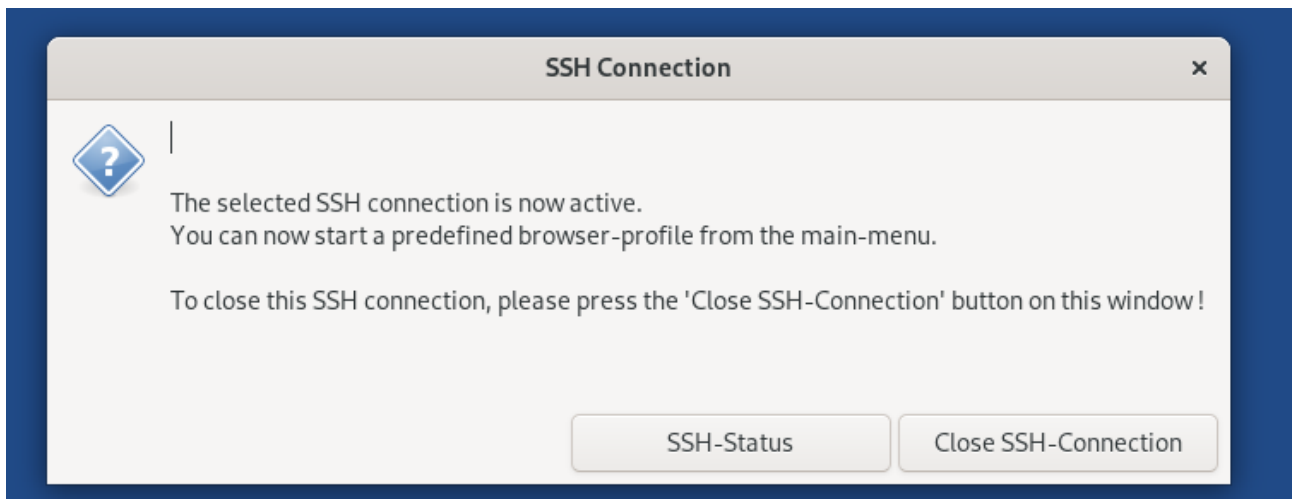 SSH Connection
The selected SSH connection is now active.
You can now start a predefined browser-profile from the main-menu.
To close this SSH connection, please press the 'Close SSH-Connection' button on this window !
SSH-Status
Close SSH-Connection